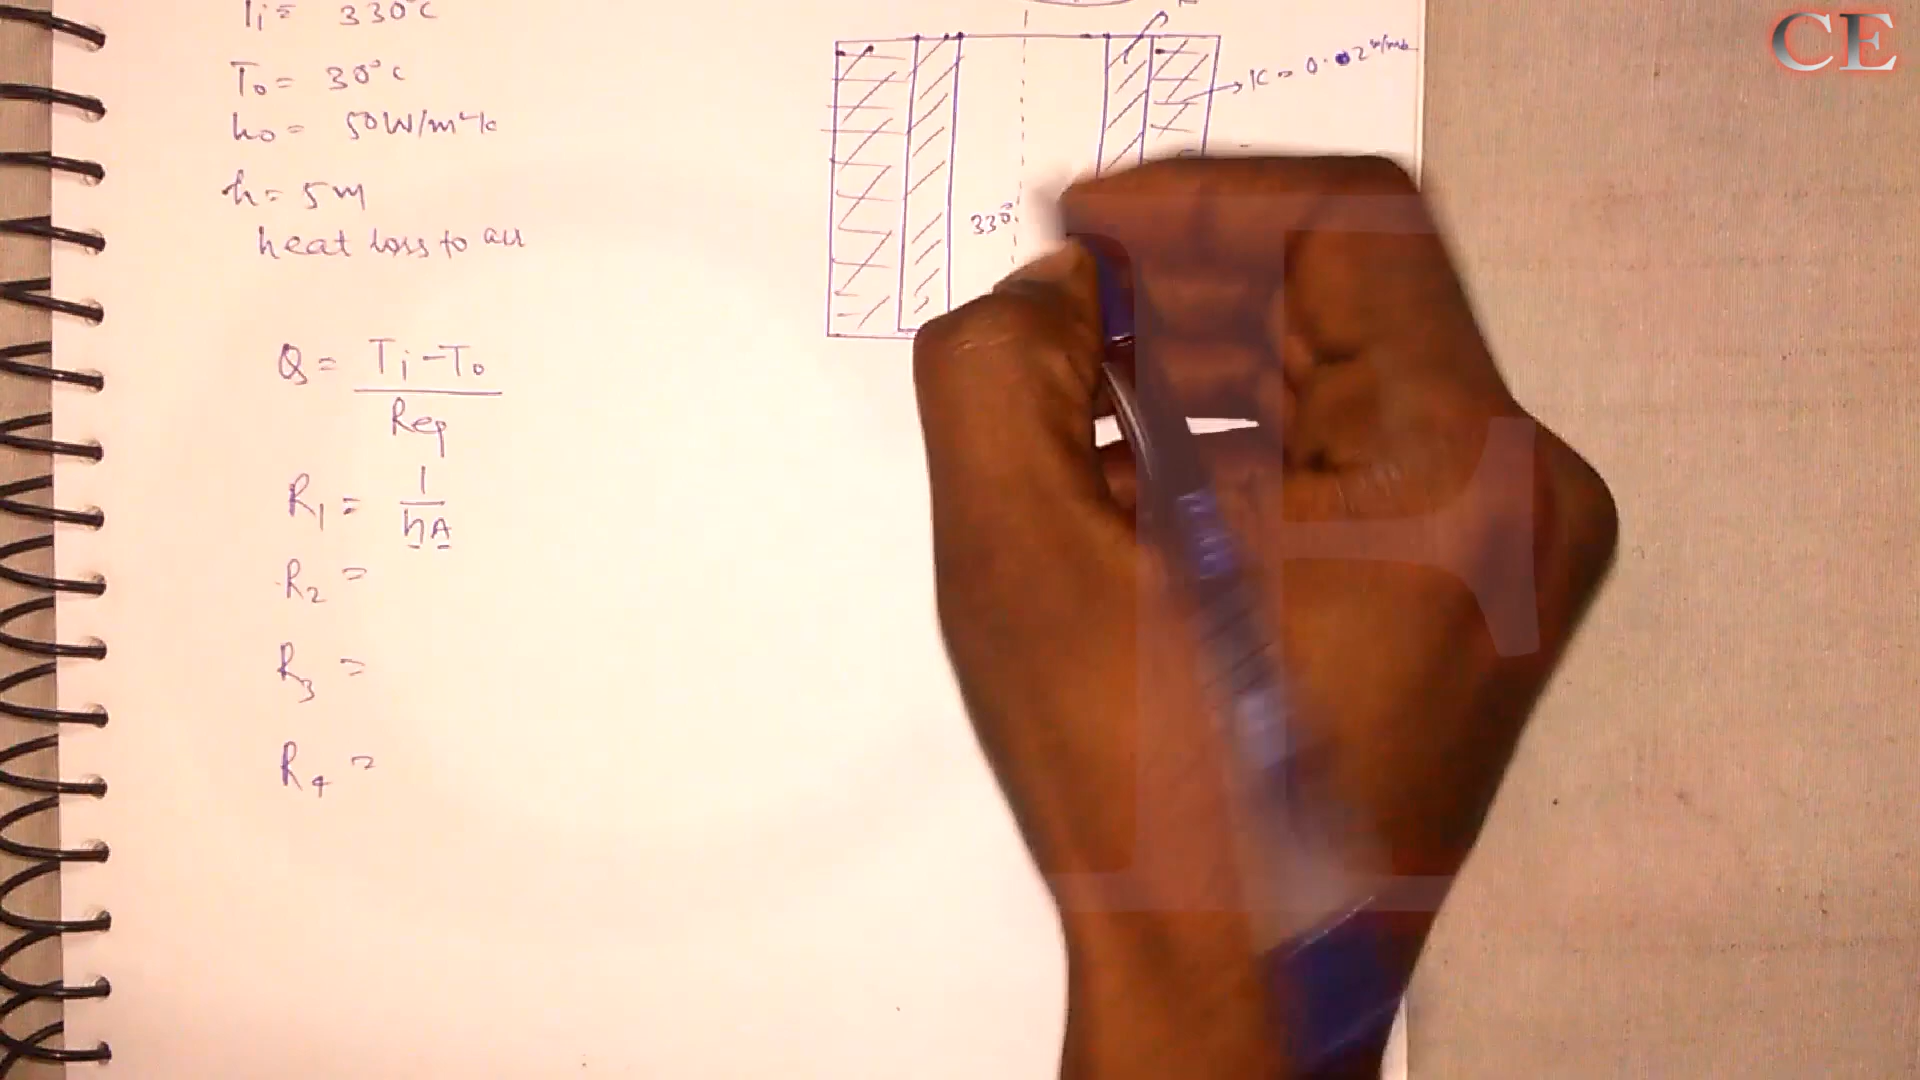 Ti = 330°C
To = 30°C
ho = 50W/m²k
h = 5m
heat loss to air
Q = Ti - To
Req
R1 = 1
hA
R2 =
R3 =
R4 =
330°
K = 0.02
CE